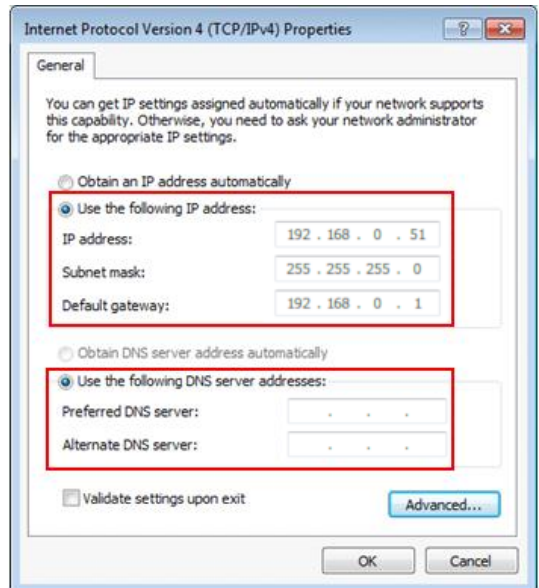 Internet Protocol Version 4 (TCP/IPv4) Properties
General
You can get IP settings assigned automatically if your network supports
this capability. Otherwise, you need to ask your network administrator
for the appropriate IP settings.
Obtain an IP address automatically
Use the following IP address:
IP address: 192 . 168 . 0 . 51
Subnet mask: 255 . 255 . 255 . 0
Default gateway: 192 . 168 . 0 . 1
Obtain DNS server address automatically
Use the following DNS server addresses:
Preferred DNS server: . . .
Alternate DNS server: . . .
Validate settings upon exit
Advanced...
OK Cancel